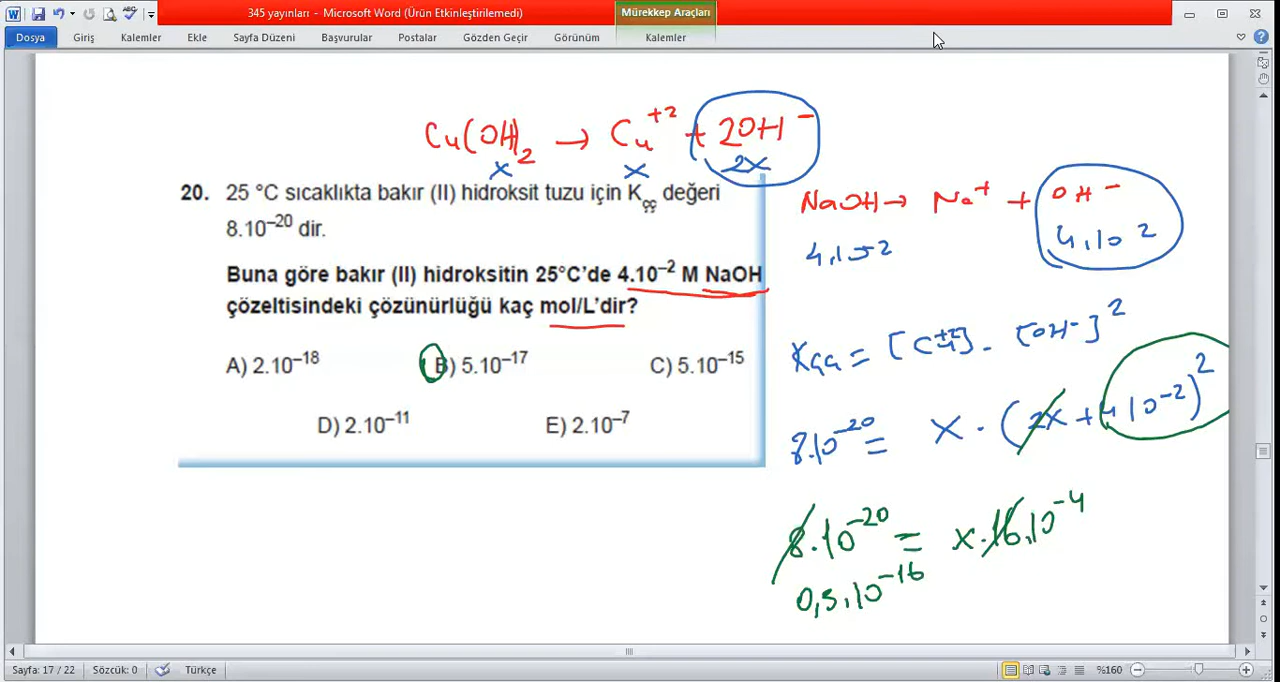 345 yayınları - Microsoft Word (Ürün Etkinleştirilemedi)
Mürekkep Araçları
Dosya Giriş Kalemler Ekle Sayfa Düzeni Başvurular Postalar Gözden Geçir Görünüm Kalemler
Cu(OH)2 → Cu+2 + 2OH−
x x 2x
20. 25 °C sıcaklıkta bakır (II) hidroksit tuzu için Kçç değeri
8.10−20 dir.
Buna göre bakır (II) hidroksitin 25°C'de 4.10−2 M NaOH
çözeltisindeki çözünürlüğü kaç mol/L'dir?
A) 2.10−18 B) 5.10−17 C) 5.10−15
D) 2.10−11 E) 2.10−7
NaOH → Na+ + OH−
4.10−2 4.10 2
Kçç = [Cu+2] . [OH−]2
8.10−20 = x . (2x + 4 10−2)2
8.10−20 = x.16.10−4
0,5.10−16
Sayfa: 17 / 22 Sözcük: 0 Türkçe %160